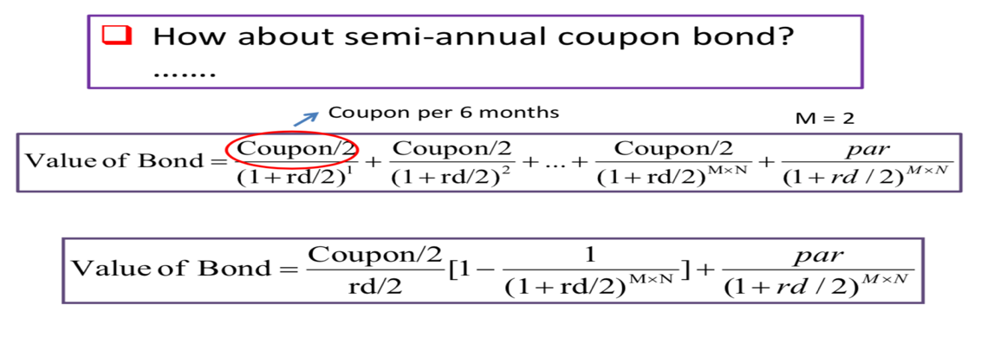 How about semi-annual coupon bond?
.......
Coupon per 6 months
M = 2
Value of Bond = Coupon/2 / (1+rd/2)^1 + Coupon/2 / (1+rd/2)^2 + ... + Coupon/2 / (1+rd/2)^M×N + par / (1+rd/2)^M×N
Value of Bond = Coupon/2 / rd/2 [1 − 1 / (1+rd/2)^M×N] + par / (1+rd/2)^M×N